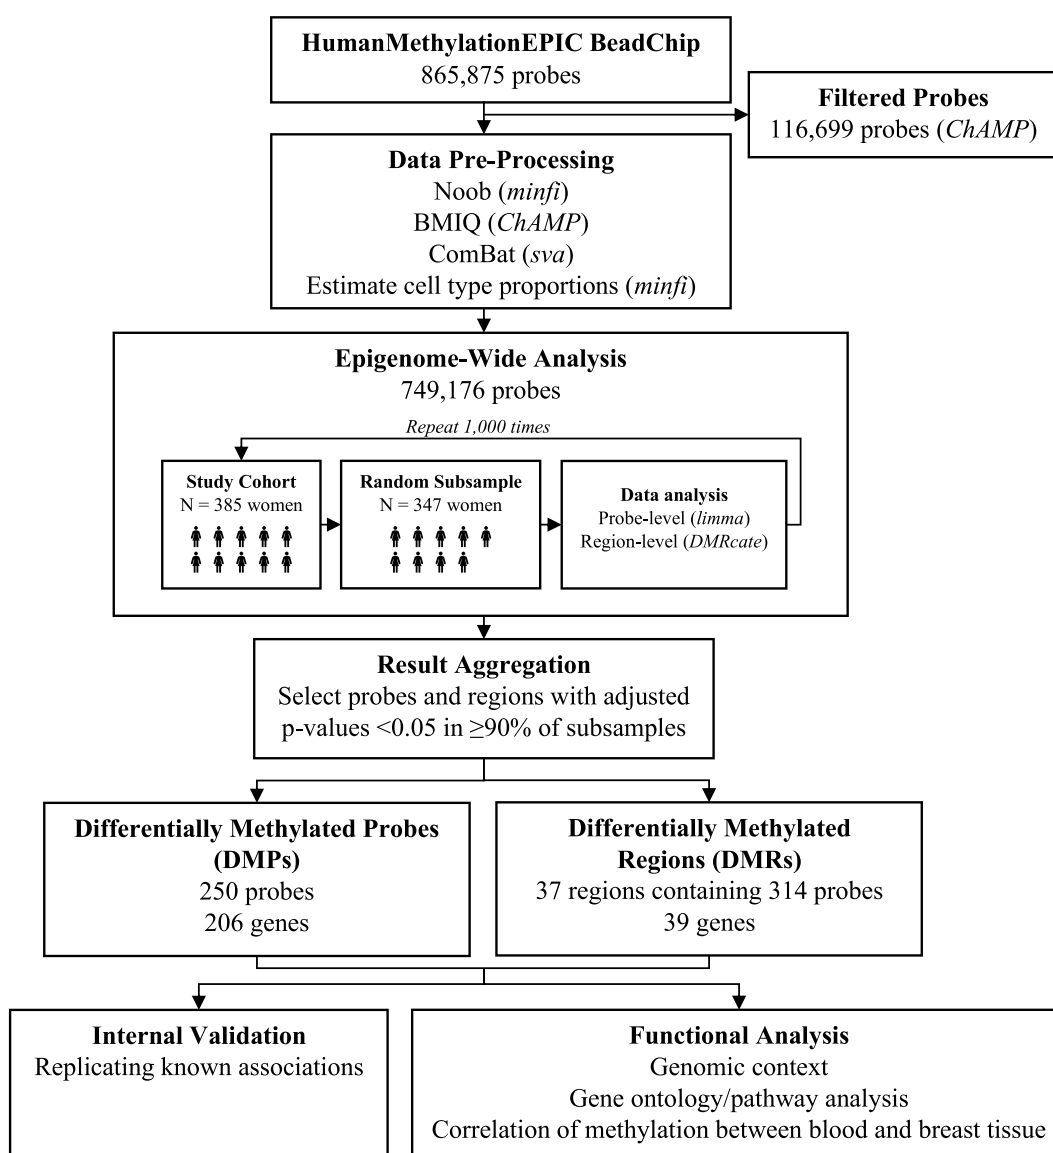 HumanMethylationEPIC BeadChip
865,875 probes
Filtered Probes
116,699 probes (ChAMP)
Data Pre-Processing
Noob (minfi)
BMIQ (ChAMP)
ComBat (sva)
Estimate cell type proportions (minfi)
Epigenome-Wide Analysis
749,176 probes
Repeat 1,000 times
Study Cohort
N = 385 women
Random Subsample
N = 347 women
Data analysis
Probe-level (limma)
Region-level (DMRcate)
Result Aggregation
Select probes and regions with adjusted
p-values <0.05 in ≥90% of subsamples
Differentially Methylated Probes
(DMPs)
250 probes
206 genes
Differentially Methylated
Regions (DMRs)
37 regions containing 314 probes
39 genes
Internal Validation
Replicating known associations
Functional Analysis
Genomic context
Gene ontology/pathway analysis
Correlation of methylation between blood and breast tissue